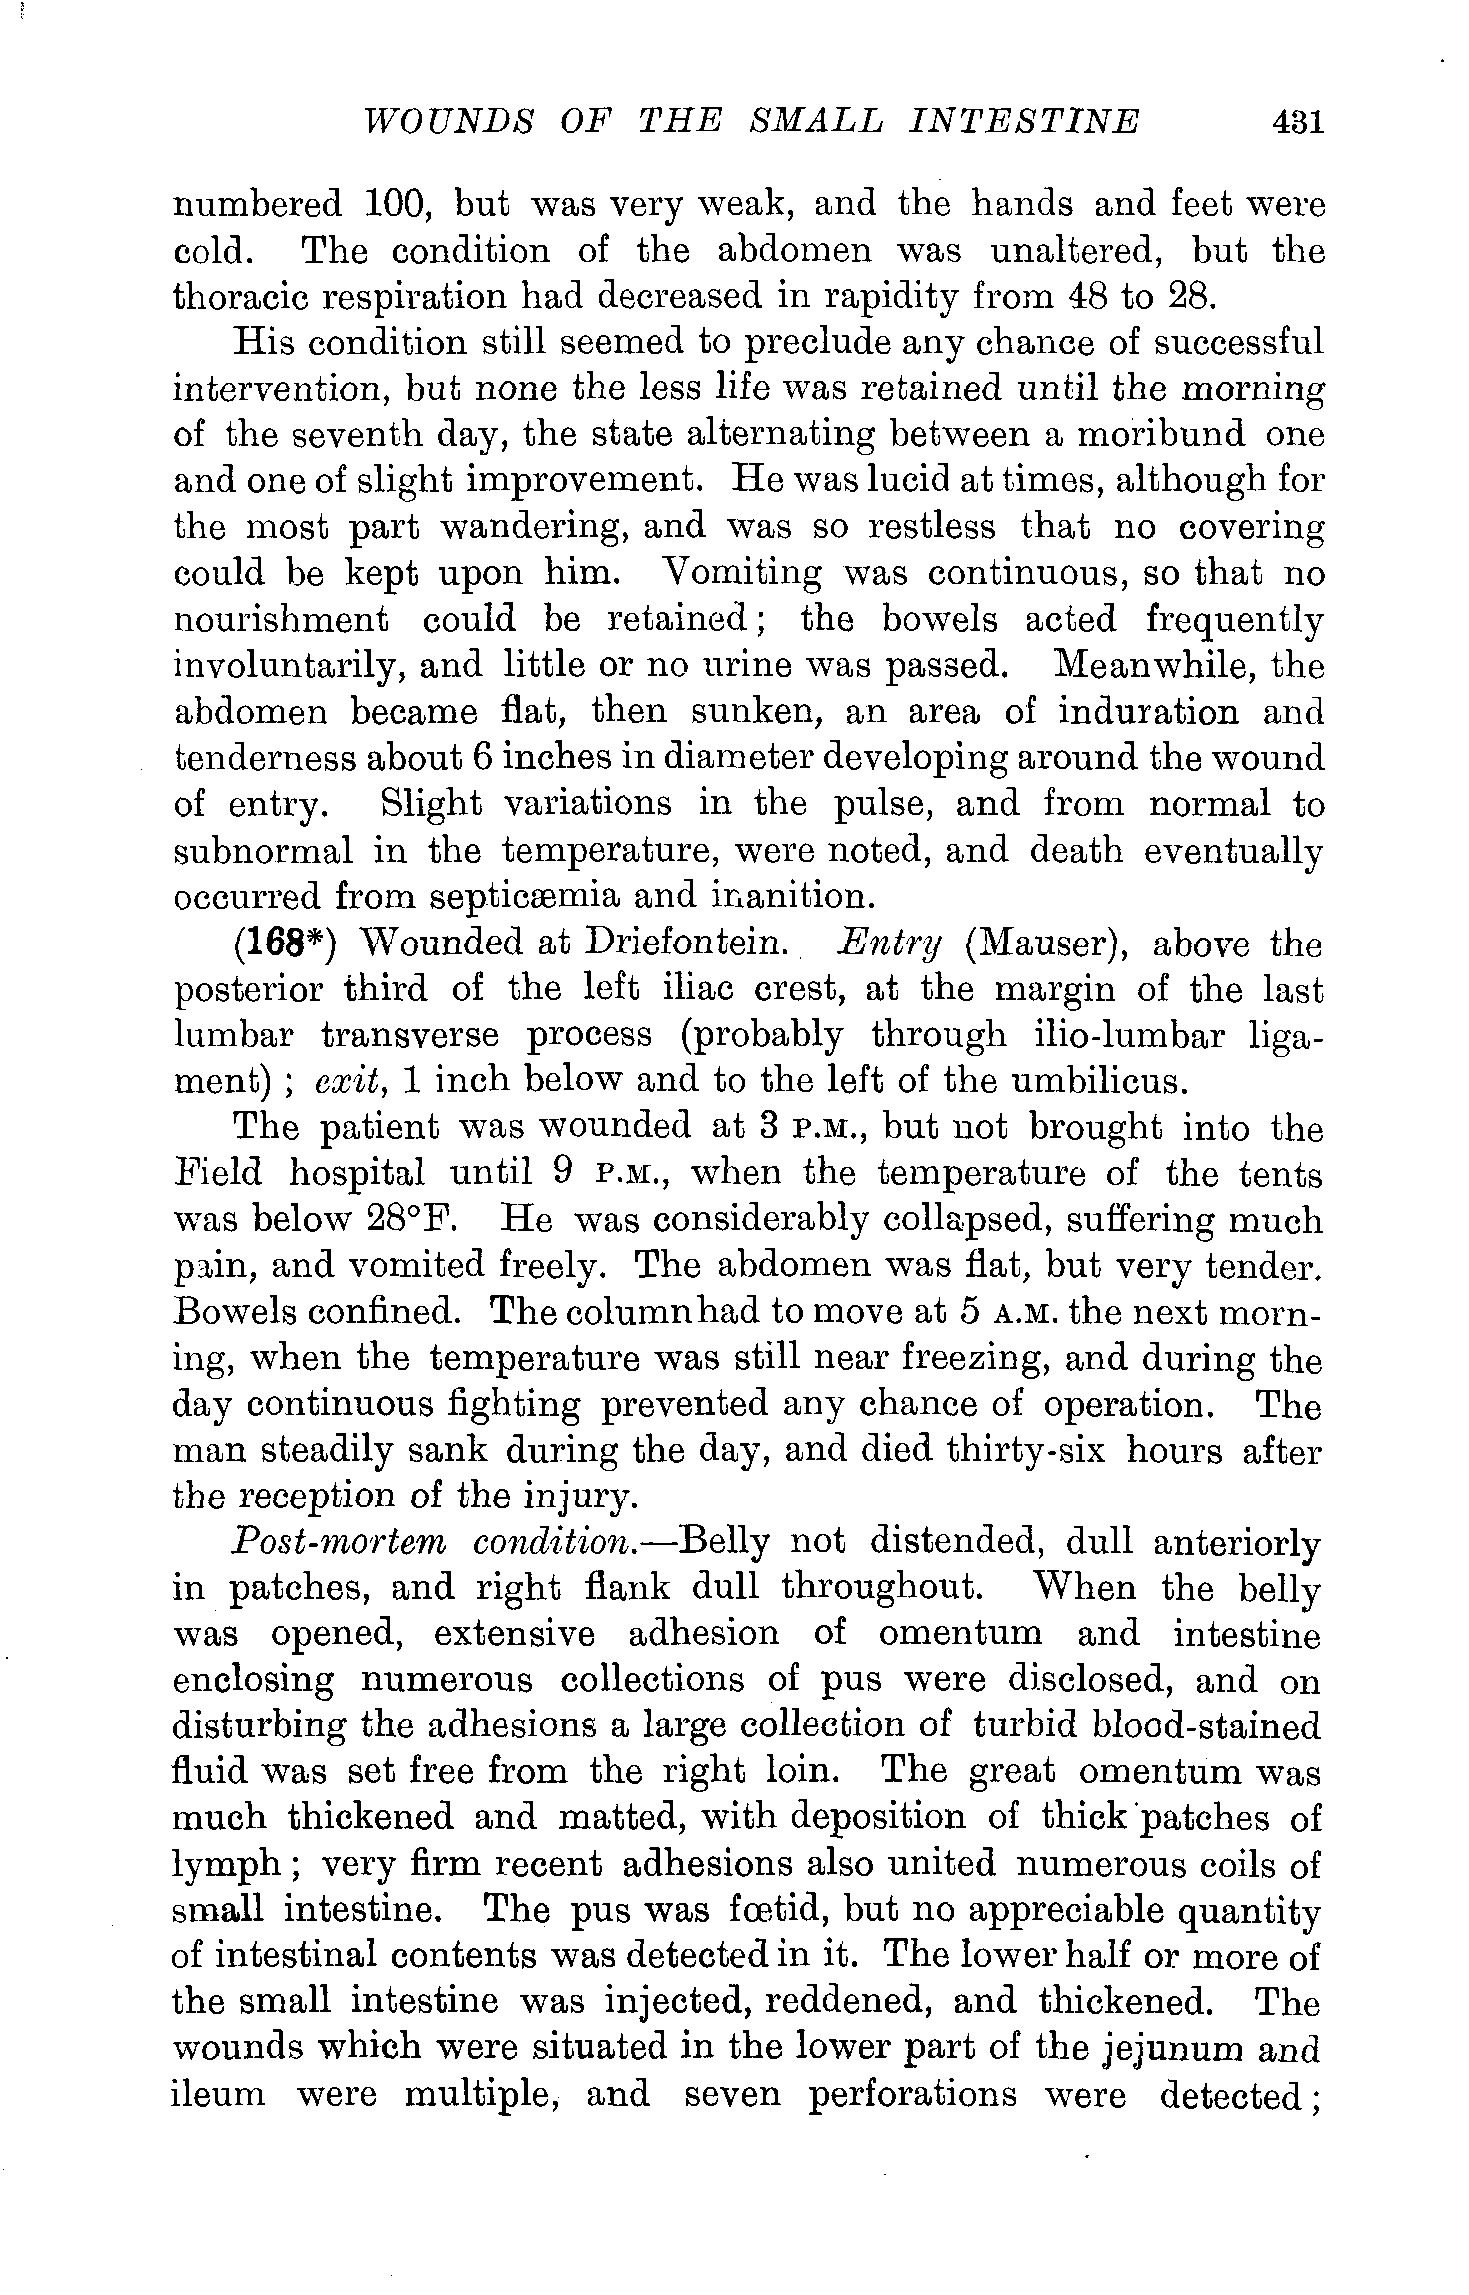 WOUNDS OF THE SMALL INTESTINE 431
numbered 100, but was very weak, and the hands and feet were
cold. The condition of the abdomen was unaltered, but the
thoracic respiration had decreased in rapidity from 48 to 28.
His condition still seemed to preclude any chance of successful
intervention, but none the less life was retained until the morning
of the seventh day, the state alternating between a moribund one
and one of slight improvement. He was lucid at times, although for
the most part wandering, and was so restless that no covering
could be kept upon him. Vomiting was continuous, so that no
nourishment could be retained; the bowels acted frequently
involuntarily, and little or no urine was passed. Meanwhile, the
abdomen became flat, then sunken, an area of induration and
tenderness about 6 inches in diameter developing around the wound
of entry. Slight variations in the pulse, and from normal to
subnormal in the temperature, were noted, and death eventually
occurred from septicæmia and inanition.
(168*) Wounded at Driefontein. Entry (Mauser), above the
posterior third of the left iliac crest, at the margin of the last
lumbar transverse process (probably through ilio-lumbar liga-
ment); exit, 1 inch below and to the left of the umbilicus.
The patient was wounded at 3 P.M., but not brought into the
Field hospital until 9 P.M., when the temperature of the tents
was below 28°F. He was considerably collapsed, suffering much
pain, and vomited freely. The abdomen was flat, but very tender.
Bowels confined. The column had to move at 5 A.M. the next morn-
ing, when the temperature was still near freezing, and during the
day continuous fighting prevented any chance of operation. The
man steadily sank during the day, and died thirty-six hours after
the reception of the injury.
Post-mortem condition.—Belly not distended, dull anteriorly
in patches, and right flank dull throughout. When the belly
was opened, extensive adhesion of omentum and intestine
enclosing numerous collections of pus were disclosed, and on
disturbing the adhesions a large collection of turbid blood-stained
fluid was set free from the right loin. The great omentum was
much thickened and matted, with deposition of thick patches of
lymph; very firm recent adhesions also united numerous coils of
small intestine. The pus was fœtid, but no appreciable quantity
of intestinal contents was detected in it. The lower half or more of
the small intestine was injected, reddened, and thickened. The
wounds which were situated in the lower part of the jejunum and
ileum were multiple, and seven perforations were detected;